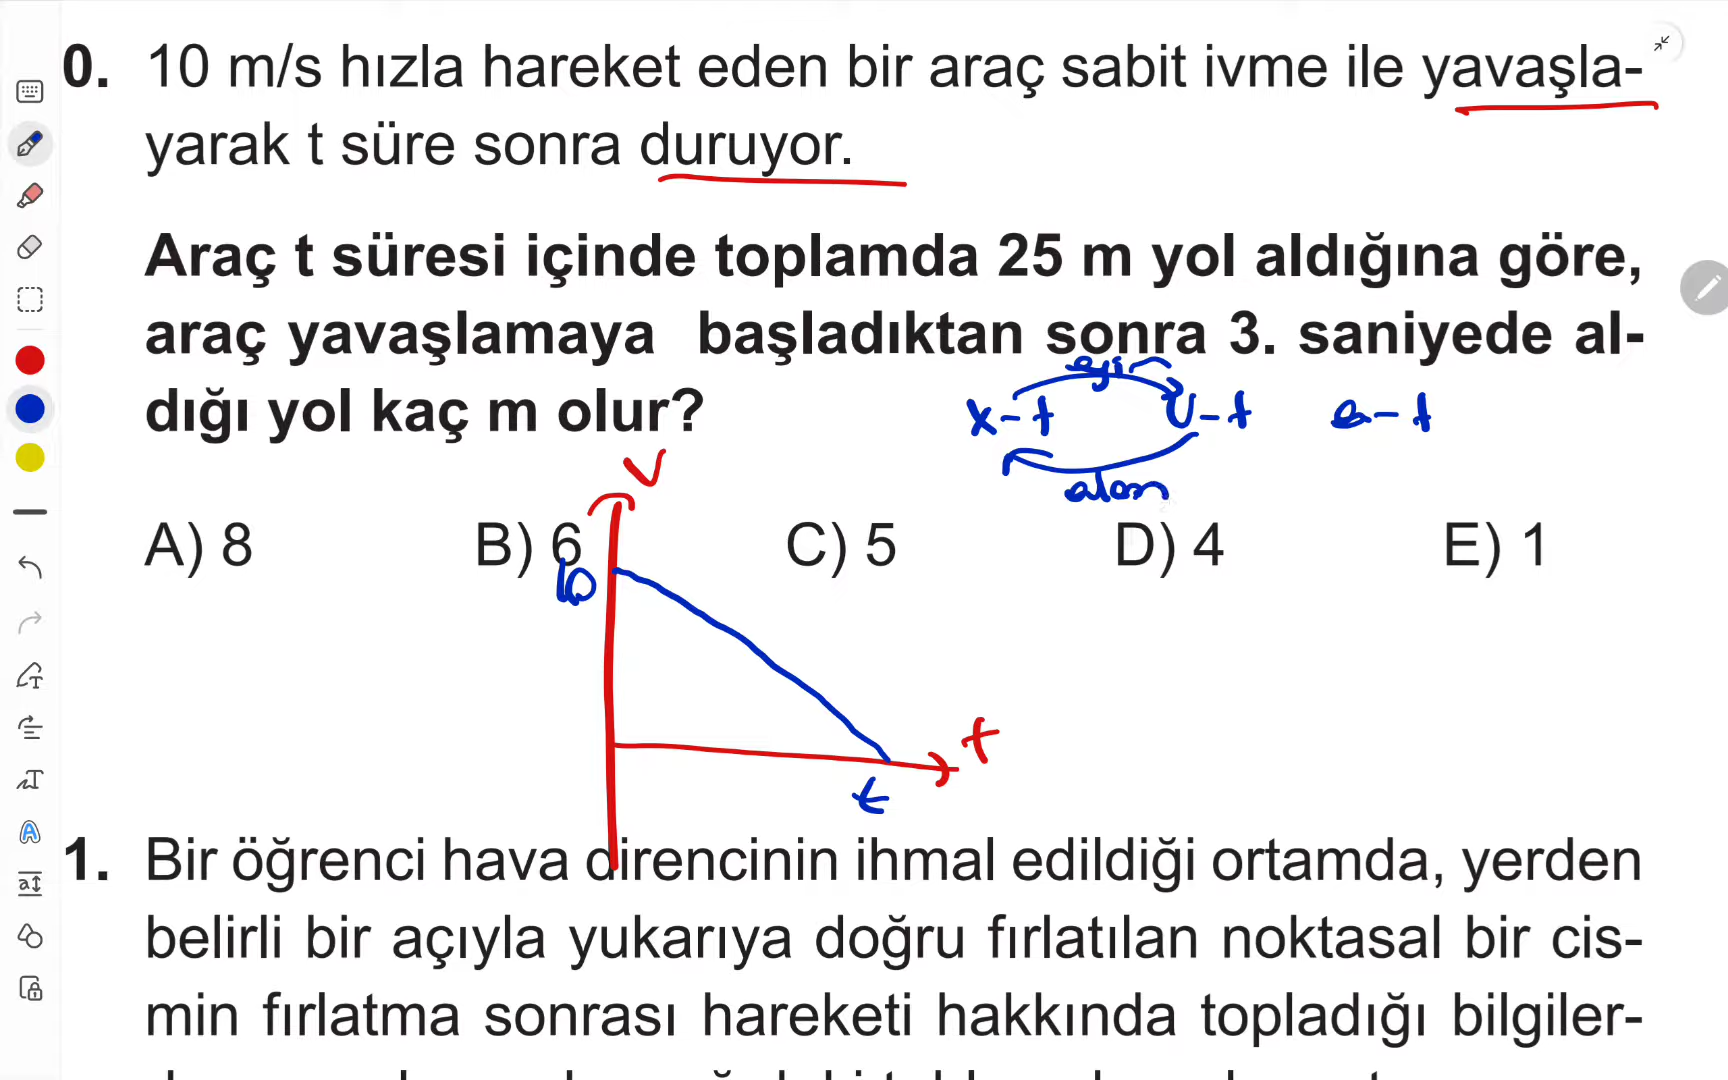 0. 10 m/s hızla hareket eden bir araç sabit ivme ile yavaşla-
yarak t süre sonra duruyor.
Araç t süresi içinde toplamda 25 m yol aldığına göre,
araç yavaşlamaya başladıktan sonra 3. saniyede al-
dığı yol kaç m olur?
eğim
x-t v-t a-t
alan
A) 8 B) 6 C) 5 D) 4 E) 1
V
10
t
t
1. Bir öğrenci hava direncinin ihmal edildiği ortamda, yerden
belirli bir açıyla yukarıya doğru fırlatılan noktasal bir cis-
min fırlatma sonrası hareketi hakkında topladığı bilgiler-